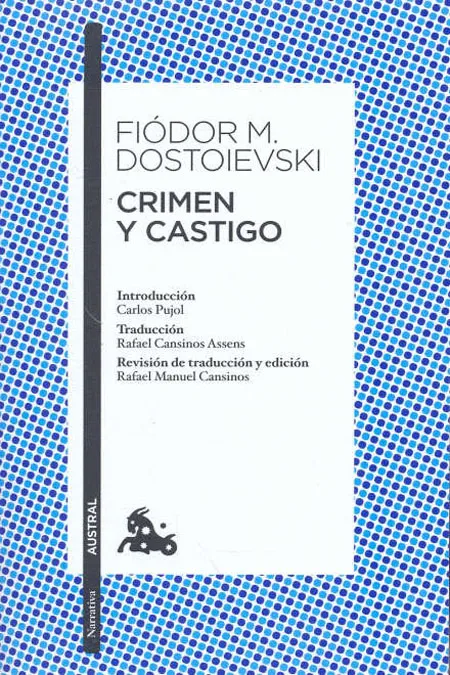 FIÓDOR M.
DOSTOIEVSKI
CRIMEN
Y CASTIGO
Introducción
Carlos Pujol
Traducción
Rafael Cansinos Assens
Revisión de traducción y edición
Rafael Manuel Cansinos
AUSTRAL
Narrativa